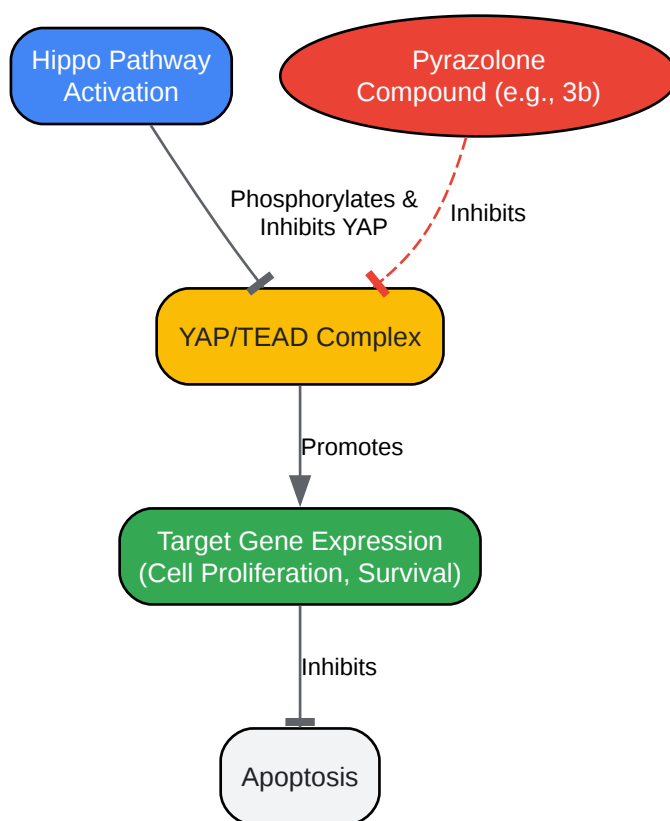 Hippo Pathway
Activation
Pyrazolone
Compound (e.g., 3b)
Phosphorylates &
Inhibits YAP
Inhibits
YAP/TEAD Complex
Promotes
Target Gene Expression
(Cell Proliferation, Survival)
Inhibits
Apoptosis